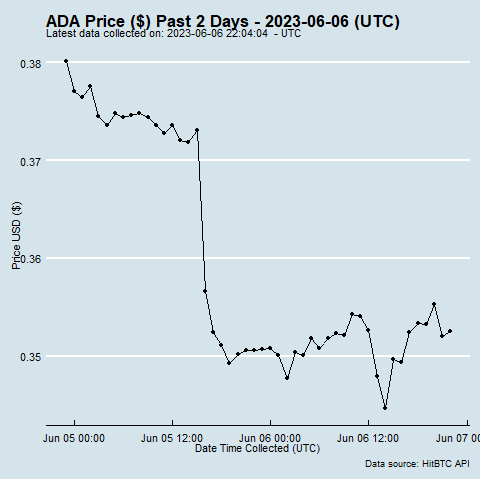 ADA Price ($) Past 2 Days - 2023-06-06 (UTC)
Latest data collected on: 2023-06-06 22:04:04 - UTC
0.38
0.37
0.36
0.35
Price USD ($)
Jun 05 00:00 Jun 05 12:00 Jun 06 00:00 Jun 06 12:00 Jun 07 00
Date Time Collected (UTC)
Data source: HitBTC API